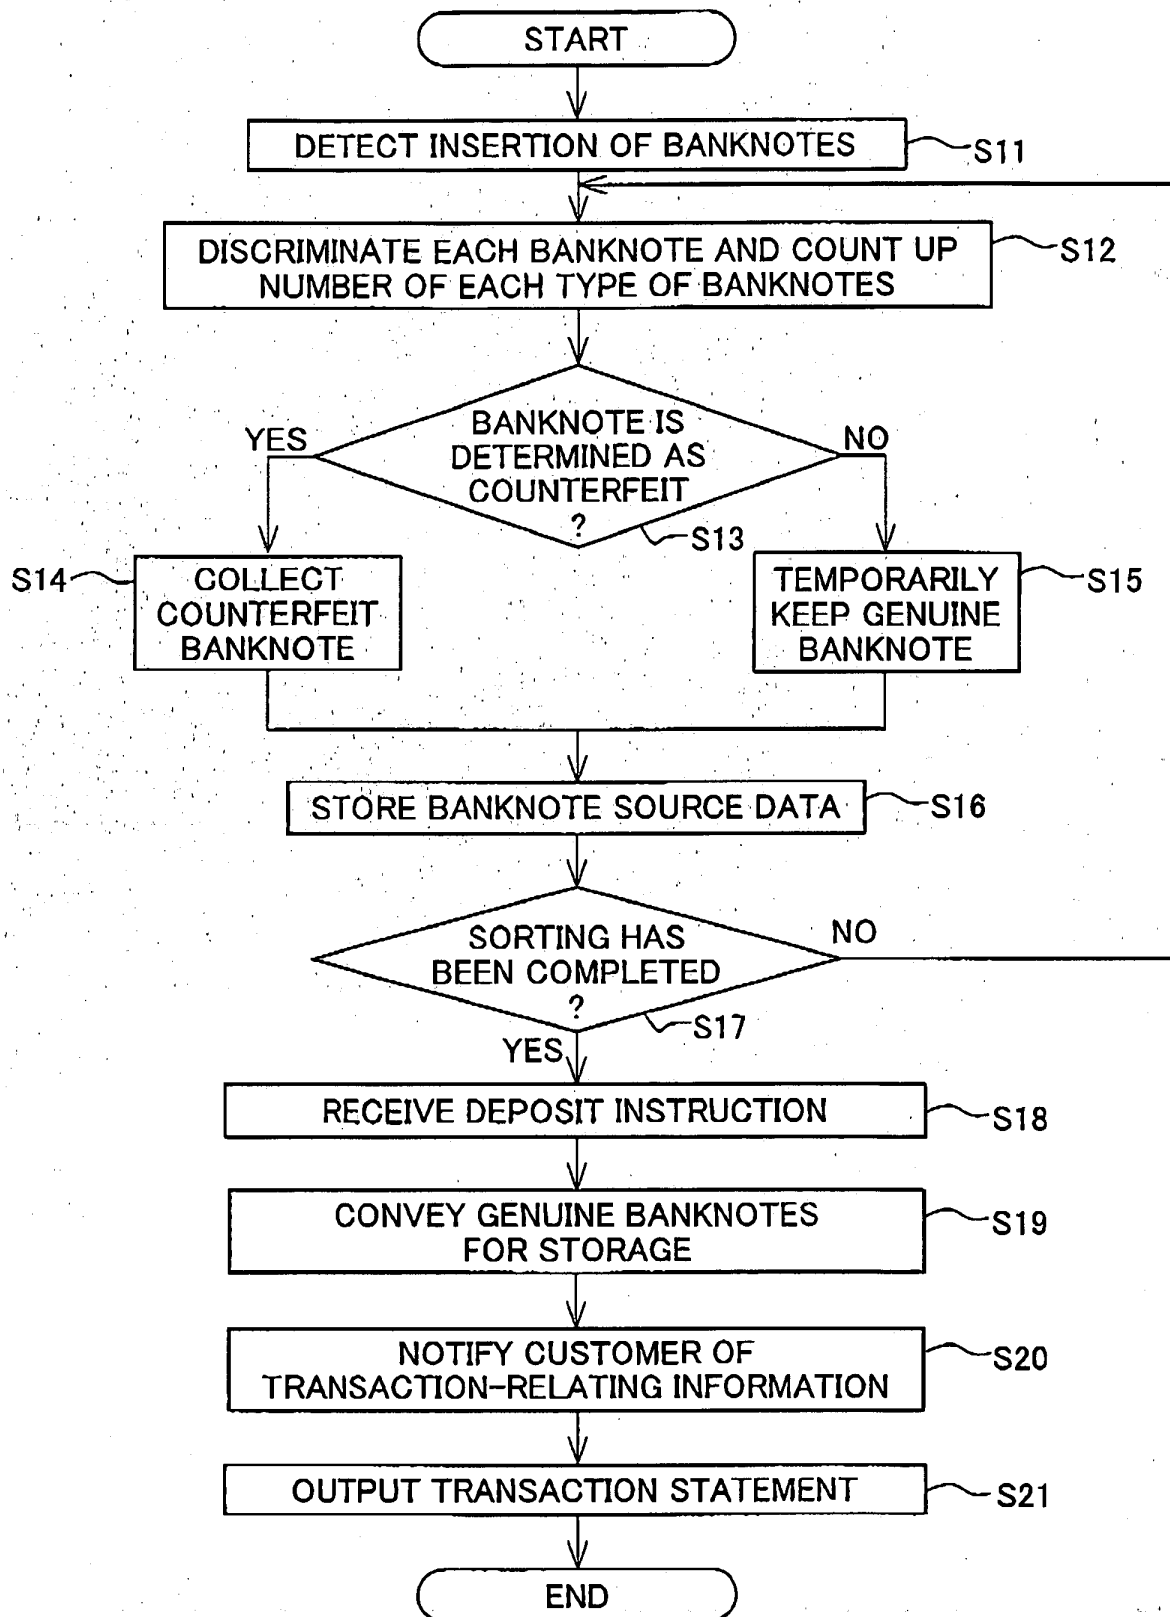 START
DETECT INSERTION OF BANKNOTES
S11
DISCRIMINATE EACH BANKNOTE AND COUNT UP
NUMBER OF EACH TYPE OF BANKNOTES
S12
BANKNOTE IS
DETERMINED AS
COUNTERFEIT
?
S13
YES
NO
S14
COLLECT
COUNTERFEIT
BANKNOTE
TEMPORARILY
KEEP GENUINE
BANKNOTE
S15
STORE BANKNOTE SOURCE DATA
S16
SORTING HAS
BEEN COMPLETED
?
S17
NO
YES
RECEIVE DEPOSIT INSTRUCTION
S18
CONVEY GENUINE BANKNOTES
FOR STORAGE
S19
NOTIFY CUSTOMER OF
TRANSACTION-RELATING INFORMATION
S20
OUTPUT TRANSACTION STATEMENT
S21
END